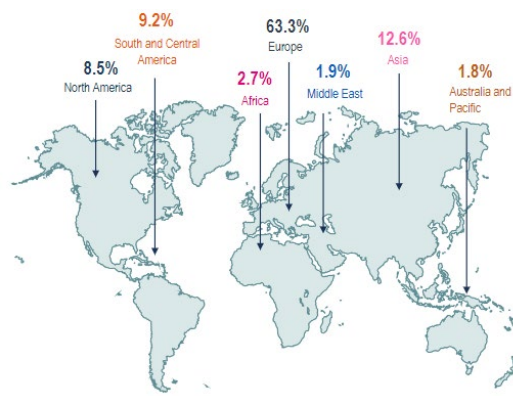 9.2%
South and Central
America
63.3%
Europe
12.6%
Asia
8.5%
North America
2.7%
Africa
1.9%
Middle East
1.8%
Australia and
Pacific